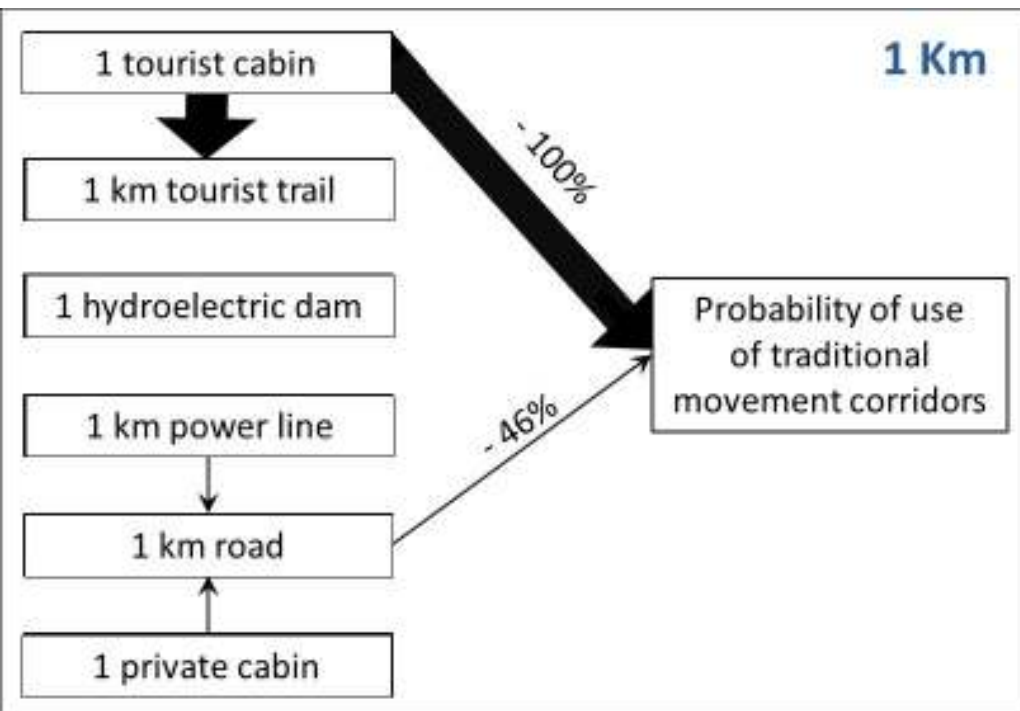 1 tourist cabin
1 Km
- 100%
1 km tourist trail
1 hydroelectric dam
Probability of use
of traditional
movement corridors
1 km power line
- 46%
1 km road
1 private cabin